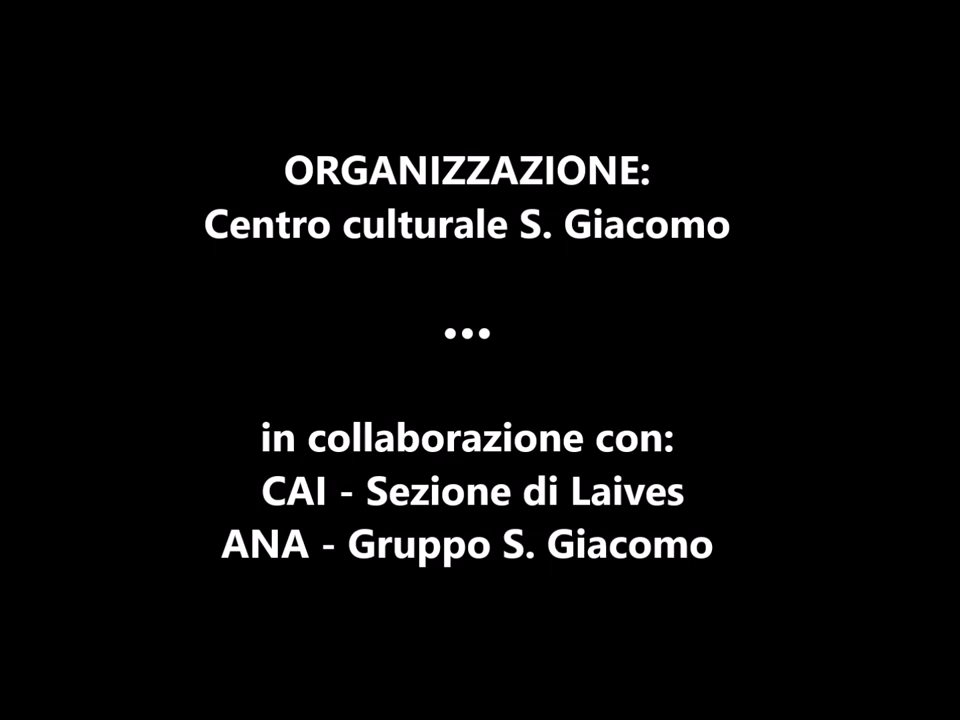 ORGANIZZAZIONE:
Centro culturale S. Giacomo
...
in collaborazione con:
CAI - Sezione di Laives
ANA - Gruppo S. Giacomo